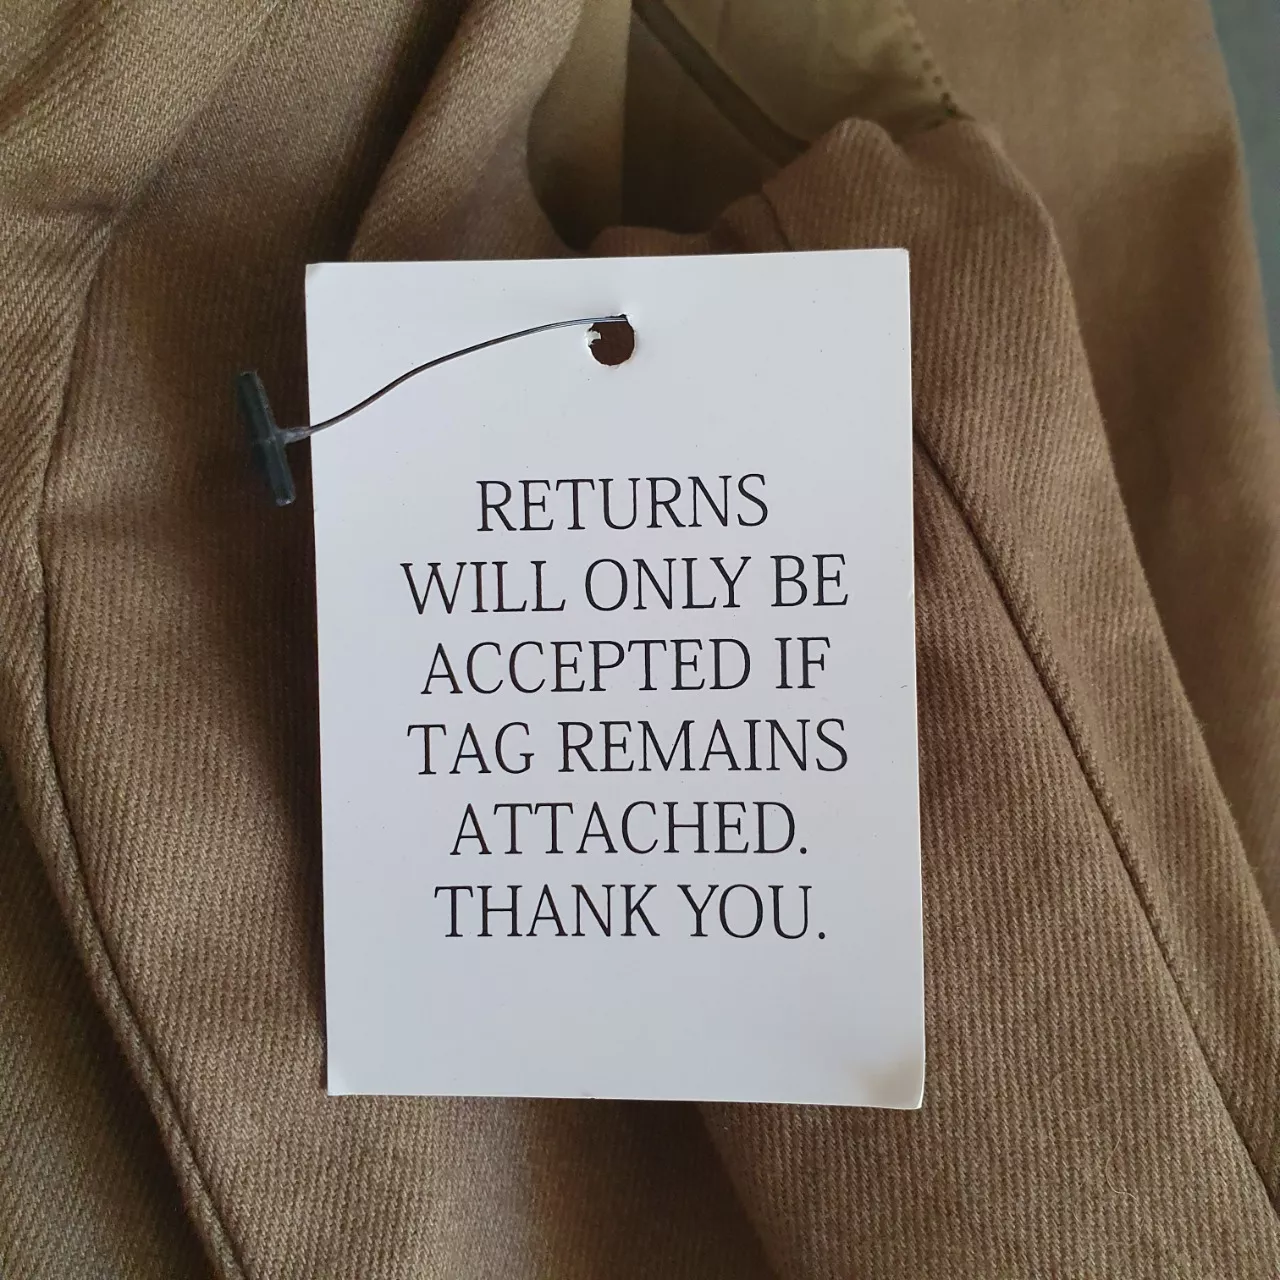 RETURNS
WILL ONLY BE
ACCEPTED IF
TAG REMAINS
ATTACHED.
THANK YOU.